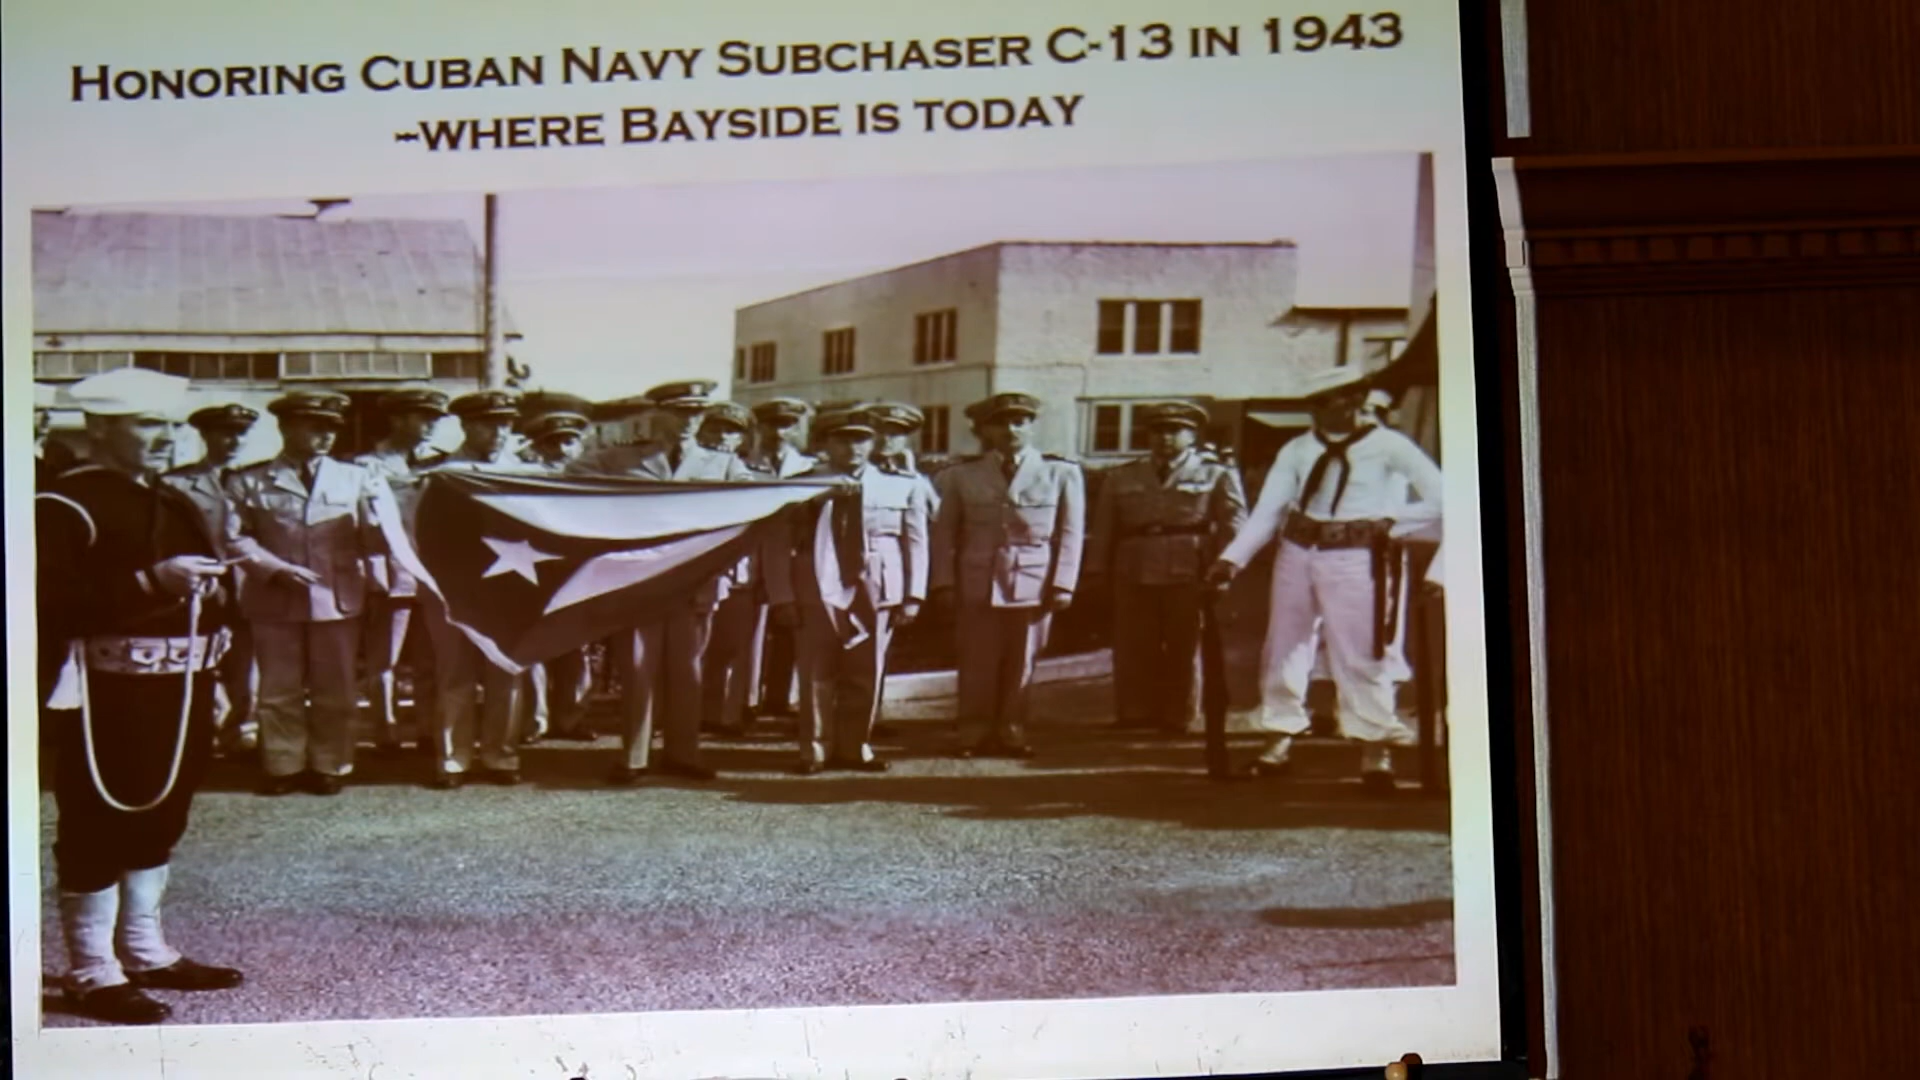 HONORING CUBAN NAVY SUBCHASER C-13 IN 1943
–WHERE BAYSIDE IS TODAY